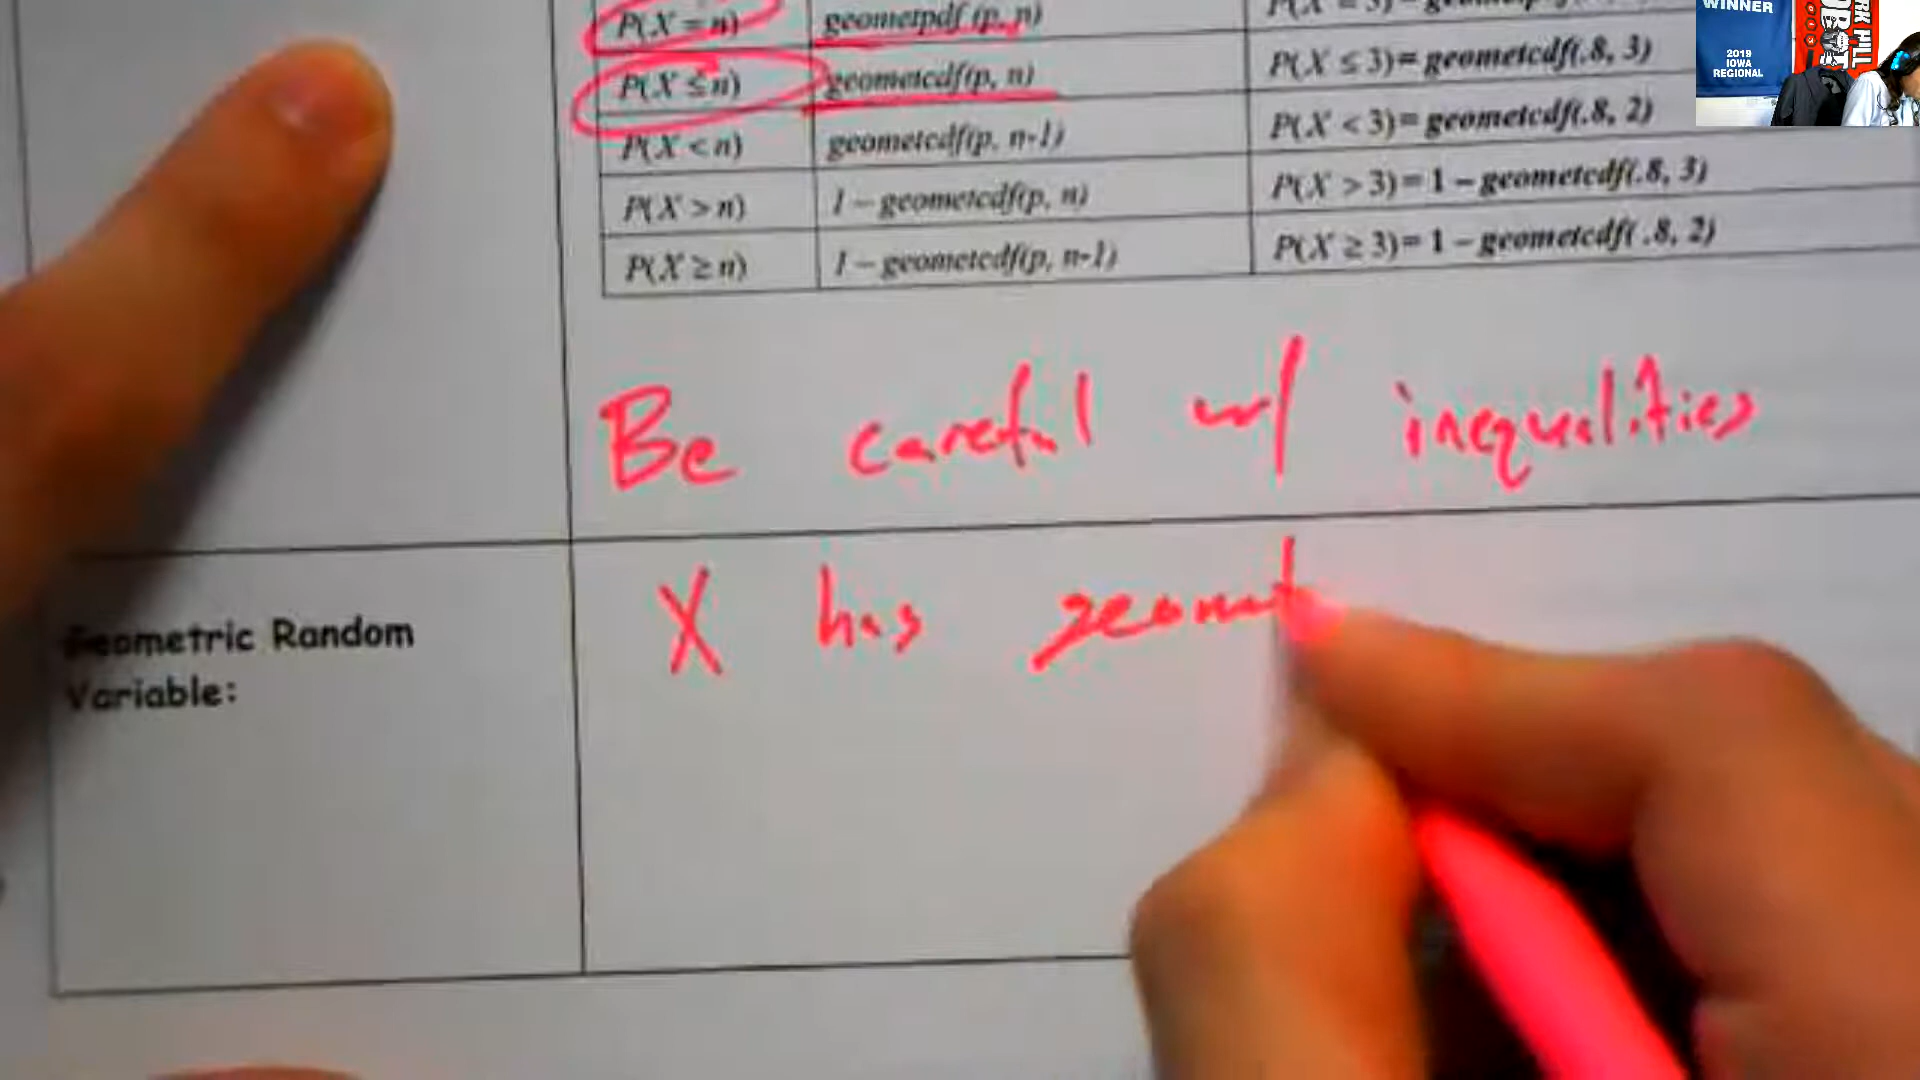 WINNER
2019
IOWA
REGIONAL
P(X = n) geometpdf (p, n)
P(X ≤ n) geometcdf(p, n) P(X ≤ 3)= geometcdf(.8, 3)
P(X < n) geometcdf(p, n-1) P(X < 3)= geometcdf(.8, 2)
P(X > n) 1 – geometcdf(p, n) P(X > 3)= 1 – geometcdf(.8, 3)
P(X ≥ n) 1 – geometcdf(p, n-1) P(X ≥ 3)= 1 – geometcdf( .8, 2)
Be careful w/ inequalities
Geometric Random
Variable:
X has geomet